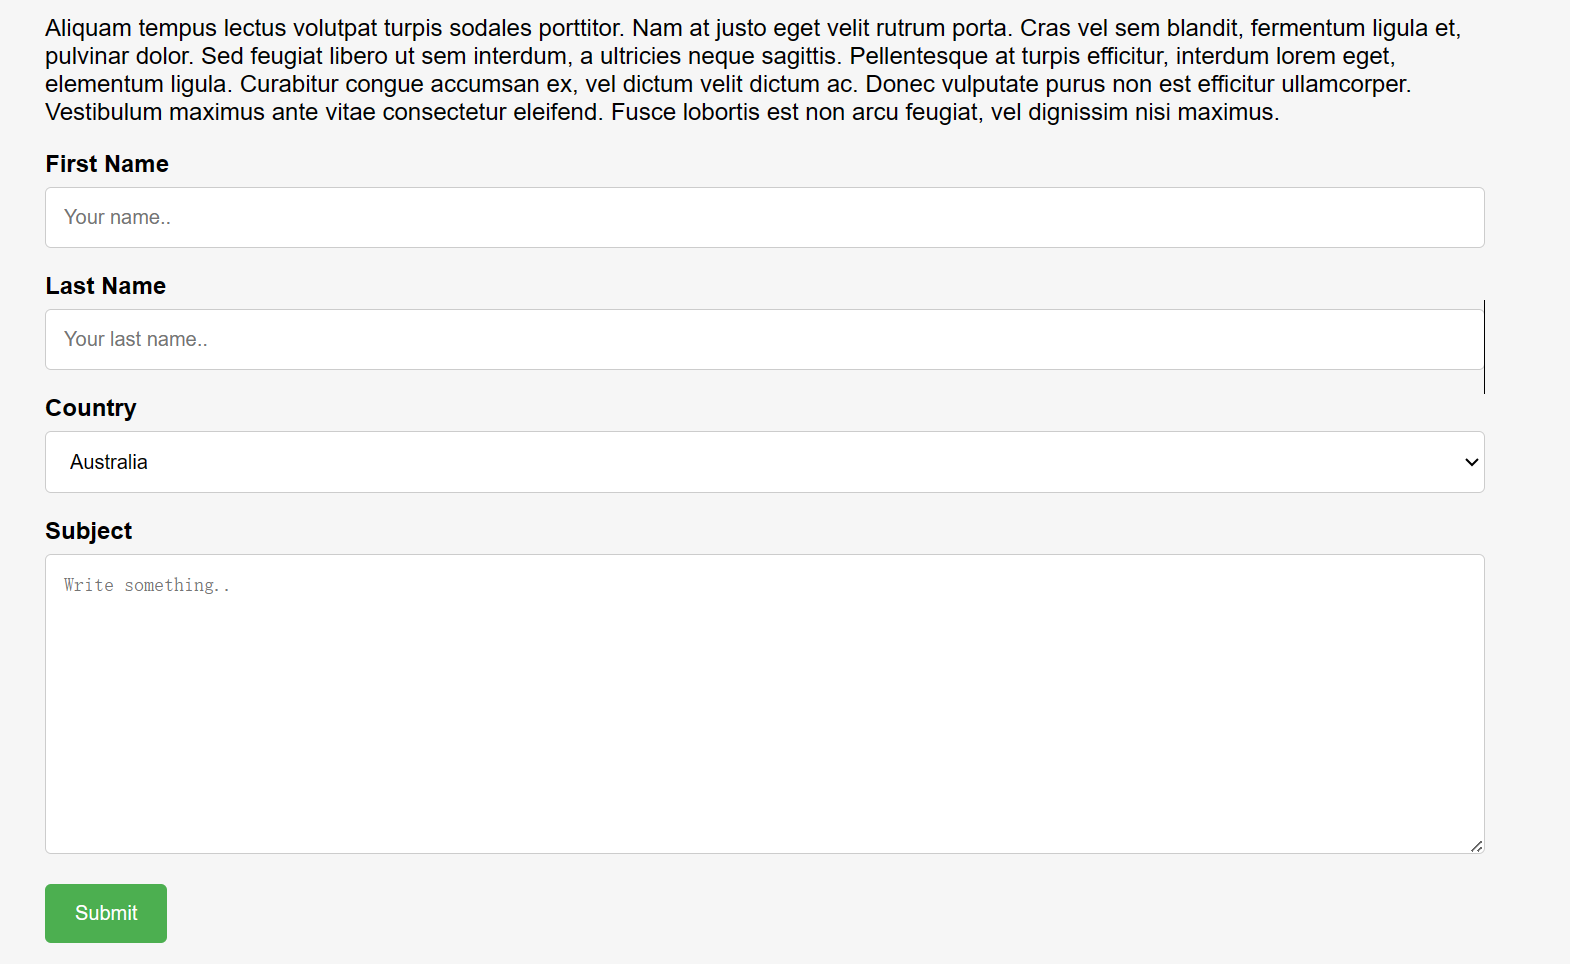 Aliquam tempus lectus volutpat turpis sodales porttitor. Nam at justo eget velit rutrum porta. Cras vel sem blandit, fermentum ligula et,
pulvinar dolor. Sed feugiat libero ut sem interdum, a ultricies neque sagittis. Pellentesque at turpis efficitur, interdum lorem eget,
elementum ligula. Curabitur congue accumsan ex, vel dictum velit dictum ac. Donec vulputate purus non est efficitur ullamcorper.
Vestibulum maximus ante vitae consectetur eleifend. Fusce lobortis est non arcu feugiat, vel dignissim nisi maximus.
First Name
Your name..
Last Name
Your last name..
Country
Australia
Subject
Write something..
Submit